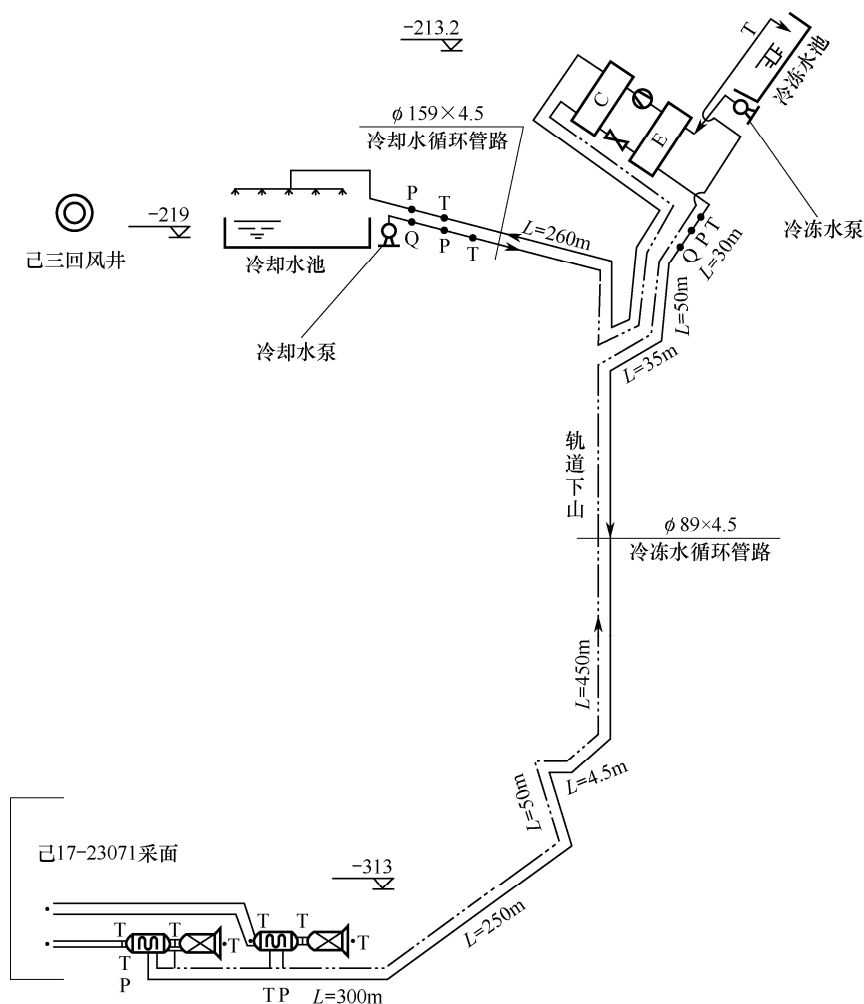 -213.2
T
冷冻水池
C
E
φ159×4.5
冷却水循环管路
P
T
-219
Q
P
T
L=260m
冷冻水泵
己三回风井
冷却水池
Q P T
L=30m
L=50m
冷却水泵
L=35m
轨道下山
φ89×4.5
冷冻水循环管路
L=450m
L=50m
L=4.5m
己17-23071采面
-313
T
T
T
T
T
T
L=250m
T
P
T P
L=300m